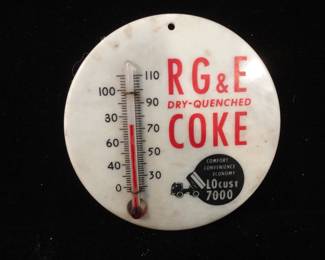 RG&E
DRY-QUENCHED
COKE
COMFORT
CONVENIENCE
ECONOMY
LOcust
7000
110
100
90
80
70
60
50
40
30
20
0